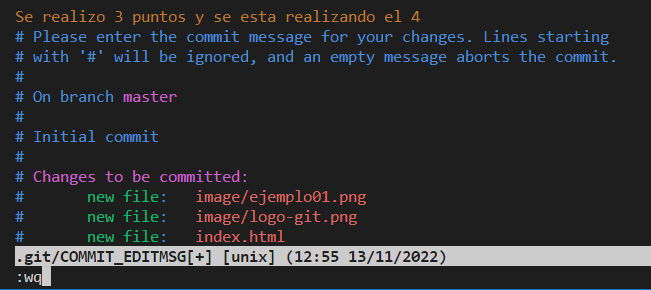 Se realizo 3 puntos y se esta realizando el 4
# Please enter the commit message for your changes. Lines starting
# with '#' will be ignored, and an empty message aborts the commit.
#
# On branch master
#
# Initial commit
#
# Changes to be committed:
#       new file:   image/ejemplo01.png
#       new file:   image/logo-git.png
#       new file:   index.html
.git/COMMIT_EDITMSG[+] [unix] (12:55 13/11/2022)
:wq